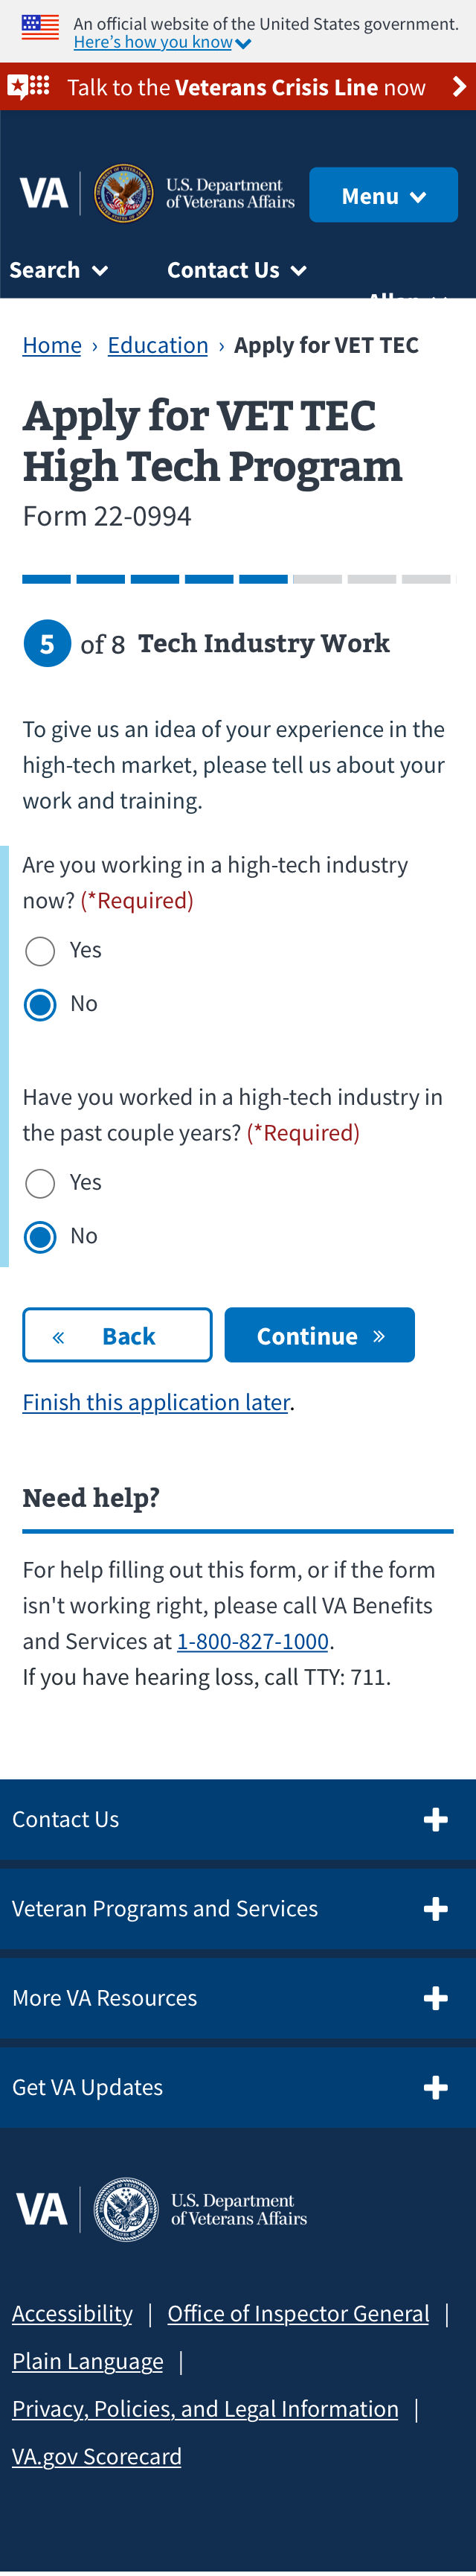 An official website of the United States government.
Here's how you know
Talk to the Veterans Crisis Line now
VA
U.S. Department
of Veterans Affairs
Menu
Search
Contact Us
Home › Education › Apply for VET TEC
Apply for VET TEC
High Tech Program
Form 22-0994
5 of 8 Tech Industry Work
To give us an idea of your experience in the
high-tech market, please tell us about your
work and training.
Are you working in a high-tech industry
now? (*Required)
Yes
No
Have you worked in a high-tech industry in
the past couple years? (*Required)
Yes
No
« Back
Continue »
Finish this application later.
Need help?
For help filling out this form, or if the form
isn't working right, please call VA Benefits
and Services at 1-800-827-1000.
If you have hearing loss, call TTY: 711.
Contact Us
Veteran Programs and Services
More VA Resources
Get VA Updates
VA
U.S. Department
of Veterans Affairs
Accessibility | Office of Inspector General |
Plain Language |
Privacy, Policies, and Legal Information |
VA.gov Scorecard